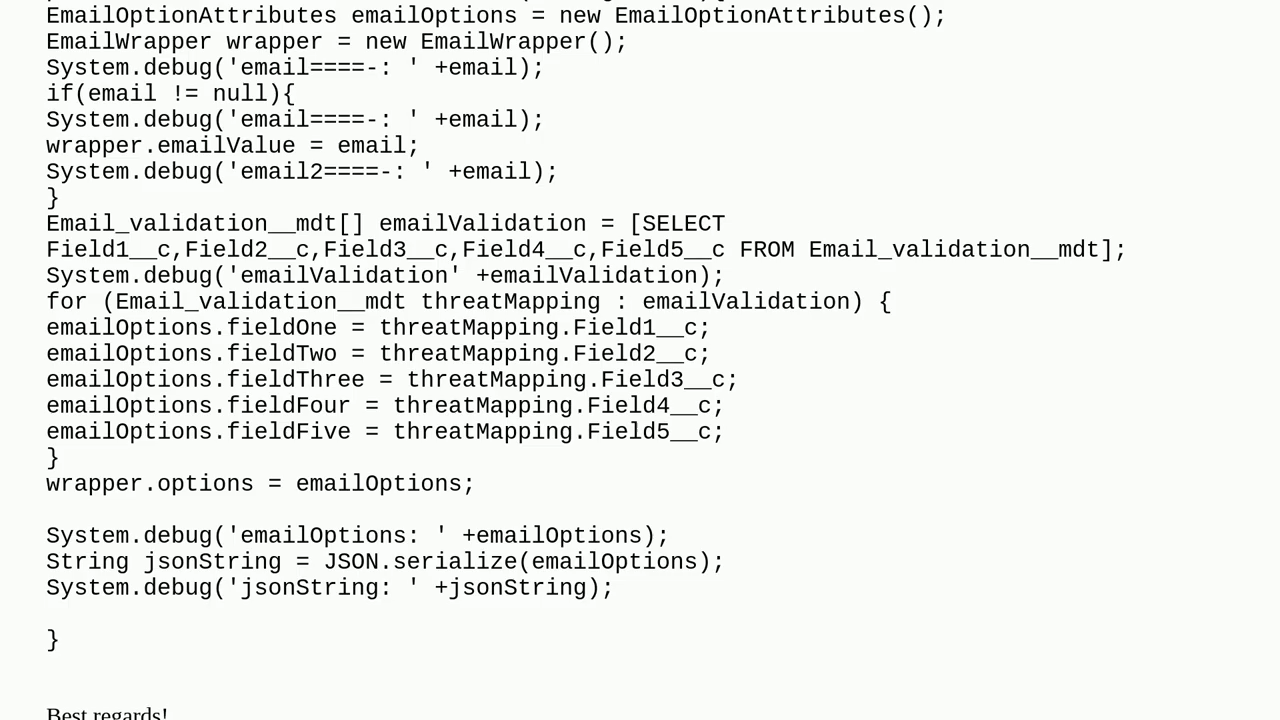 EmailOptionAttributes emailOptions = new EmailOptionAttributes();
EmailWrapper wrapper = new EmailWrapper();
System.debug('email====-: ' +email);
if(email != null){
System.debug('email====-: ' +email);
wrapper.emailValue = email;
System.debug('email2====-: ' +email);
}
Email_validation__mdt[] emailValidation = [SELECT
Field1__c,Field2__c,Field3__c,Field4__c,Field5__c FROM Email_validation__mdt];
System.debug('emailValidation' +emailValidation);
for (Email_validation__mdt threatMapping : emailValidation) {
emailOptions.fieldOne = threatMapping.Field1__c;
emailOptions.fieldTwo = threatMapping.Field2__c;
emailOptions.fieldThree = threatMapping.Field3__c;
emailOptions.fieldFour = threatMapping.Field4__c;
emailOptions.fieldFive = threatMapping.Field5__c;
}
wrapper.options = emailOptions;
System.debug('emailOptions: ' +emailOptions);
String jsonString = JSON.serialize(emailOptions);
System.debug('jsonString: ' +jsonString);
}
Best regards!